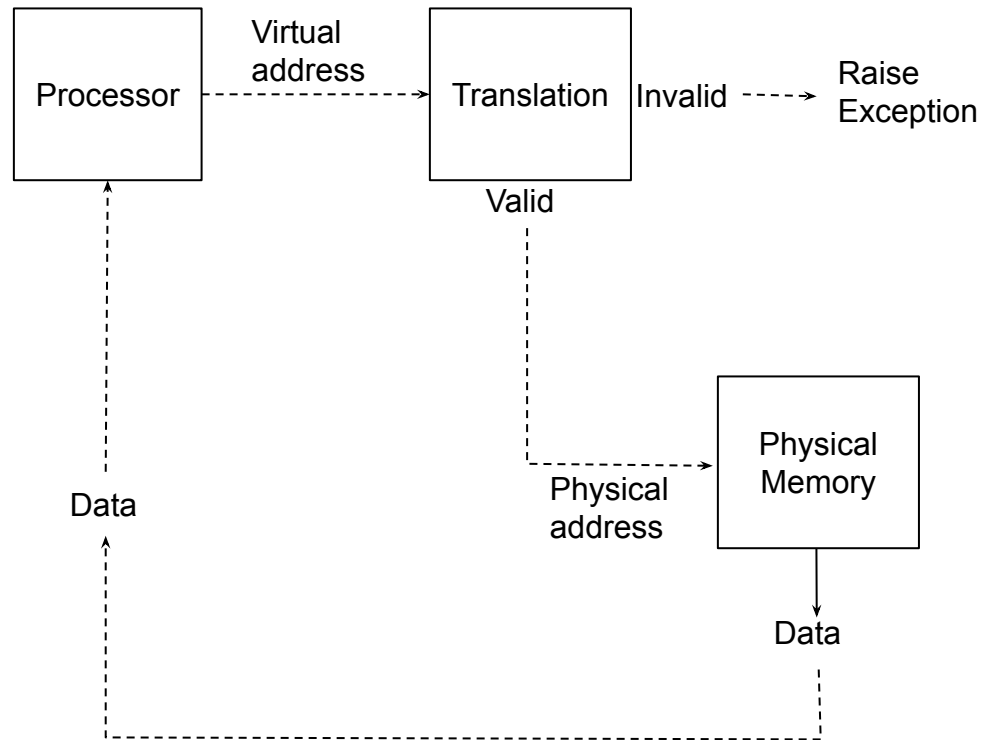 Virtual
address
Processor
Translation
Invalid
Raise
Exception
Valid
Physical
Memory
Physical
address
Data
Data